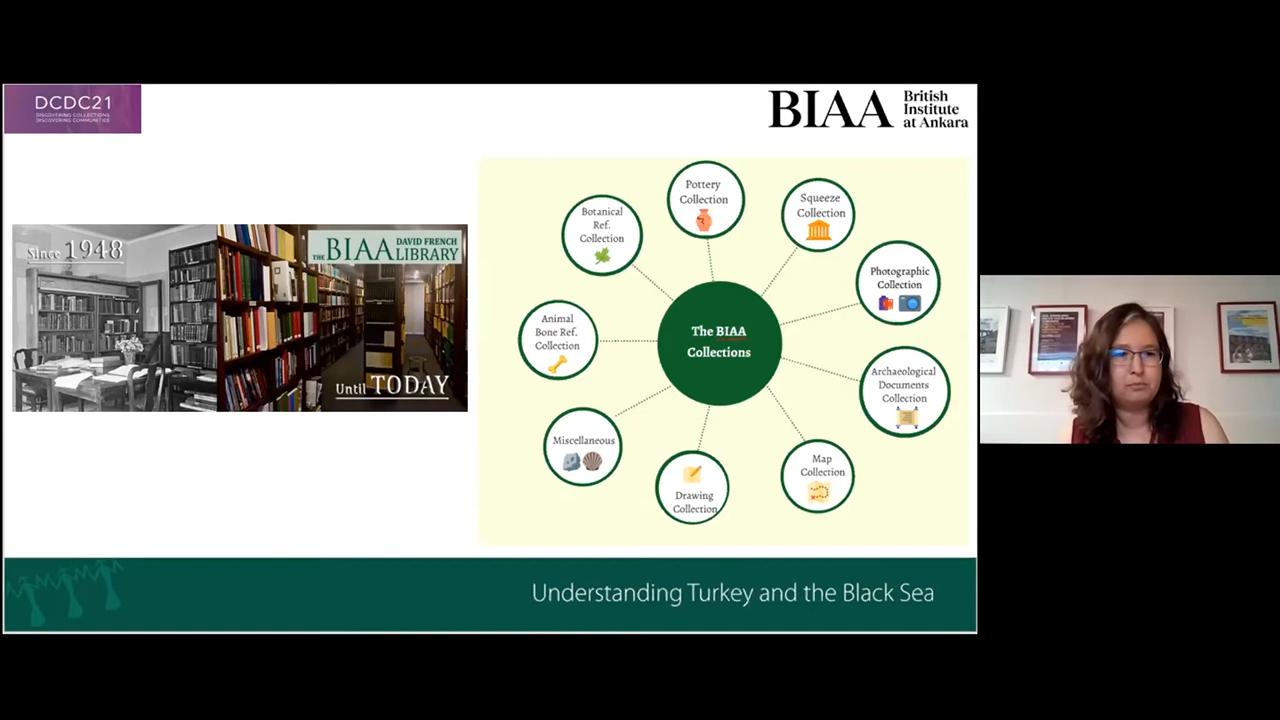 DCDC21
DISCOVERING COLLECTIONS
DISCOVERING COMMUNITIES
BIAA
British
Institute
at Ankara
Since 1948
THE BIAA DAVID FRENCH
LIBRARY
Until TODAY
Pottery
Collection
Squeeze
Collection
Botanical
Ref.
Collection
Photographic
Collection
Animal
Bone Ref.
Collection
The BIAA
Collections
Archaeological
Documents
Collection
Miscellaneous
Map
Collection
Drawing
Collection
Understanding Turkey and the Black Sea